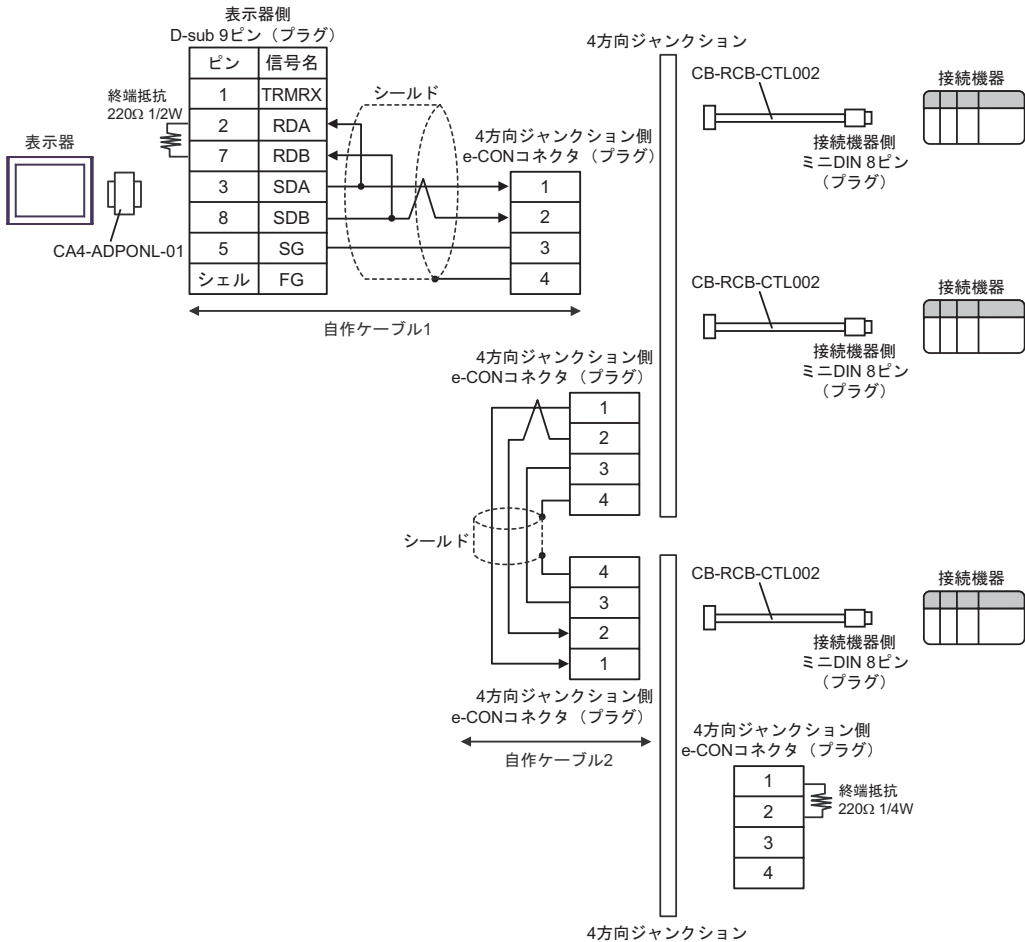 表示器側
D-sub 9ピン（プラグ）
ピン 信号名
1 TRMRX
2 RDA
7 RDB
3 SDA
8 SDB
5 SG
シェル FG
終端抵抗
220Ω 1/2W
表示器
CA4-ADPONL-01
シールド
4方向ジャンクション側
e-CONコネクタ（プラグ）
1
2
3
4
自作ケーブル1
4方向ジャンクション
CB-RCB-CTL002
接続機器側
ミニDIN 8ピン
（プラグ）
接続機器
CB-RCB-CTL002
接続機器側
ミニDIN 8ピン
（プラグ）
接続機器
4方向ジャンクション側
e-CONコネクタ（プラグ）
1
2
3
4
シールド
4
3
2
1
4方向ジャンクション側
e-CONコネクタ（プラグ）
自作ケーブル2
CB-RCB-CTL002
接続機器側
ミニDIN 8ピン
（プラグ）
接続機器
4方向ジャンクション側
e-CONコネクタ（プラグ）
1
2
3
4
終端抵抗
220Ω 1/4W
4方向ジャンクション